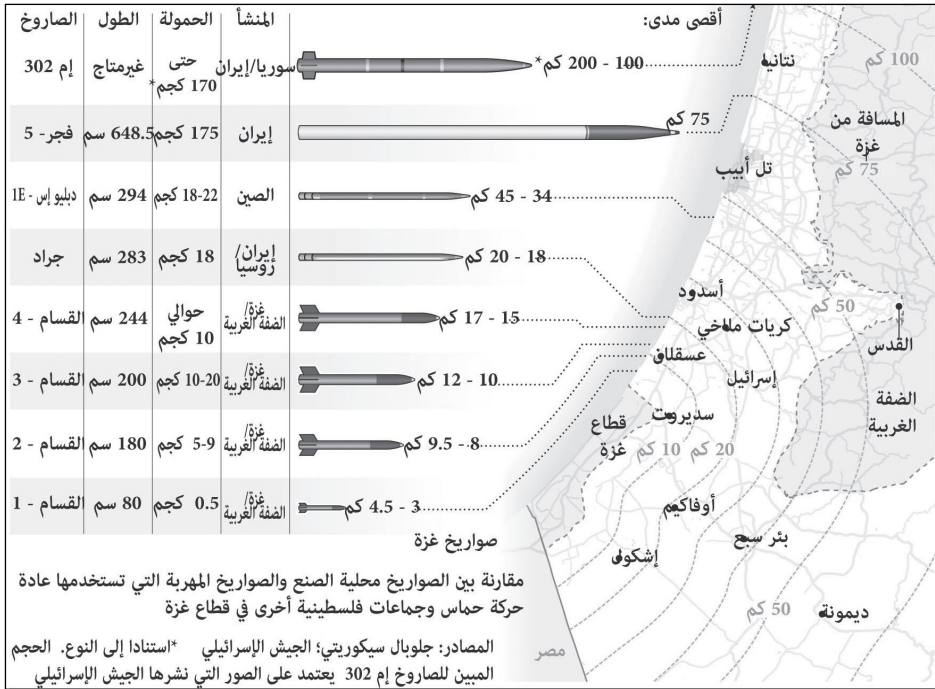 الصاروخ الطول الحمولة المنشأ أقصى مدى:
إم 302 غيرمتاج حتى 170 كجم* سوريا/إيران 100 - 200 كم*
فجر- 5 648.5 سم 175 كجم إيران 75 كم
دبليو إس - 1E 294 سم 18-22 كجم الصين 34 - 45 كم
جراد 283 سم 18 كجم إيران/روسيا 18 - 20 كم
القسام - 4 244 سم حوالي 10 كجم غزة/الضفة الغربية 15 - 17 كم
القسام - 3 200 سم 10-20 كجم غزة/الضفة الغربية 10 - 12 كم
القسام - 2 180 سم 5-9 كجم غزة/الضفة الغربية 8 - 9.5 كم
القسام - 1 80 سم 0.5 كجم غزة/الضفة الغربية 3 - 4.5 كم
صواريخ غزة
مقارنة بين الصواريخ محلية الصنع والصواريخ المهربة التي تستخدمها عادة
حركة حماس وجماعات فلسطينية أخرى في قطاع غزة
المصادر: جلوبال سيكوريتي؛ الجيش الإسرائيلي *استنادا إلى النوع. الحجم
المبين للصاروخ إم 302 يعتمد على الصور التي نشرها الجيش الإسرائيلي
نتانيا
100 كم
المسافة من
غزة
75 كم
تل أبيب
أسدود
50 كم
كريات ملاخي
القدس
عسقلان
إسرائيل
الضفة
الغربية
سديروت
قطاع
غزة
10 كم
20 كم
أوفاكيم
بئر سبع
إشكول
50 كم
ديمونة
مصر